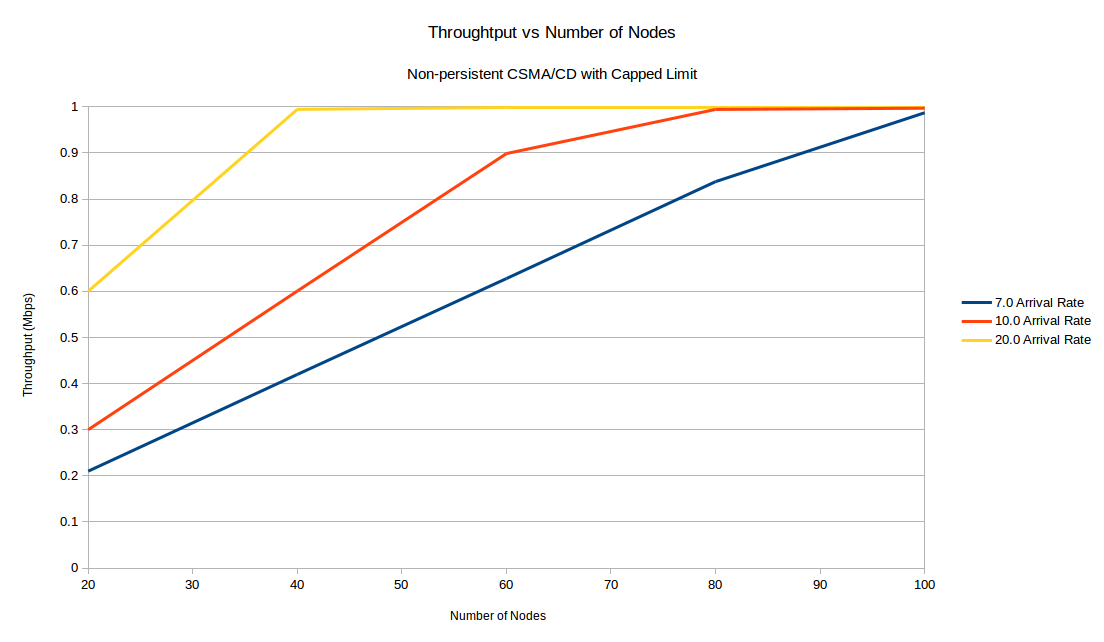 Throughtput vs Number of Nodes
Non-persistent CSMA/CD with Capped Limit
Throughput (Mbps)
1
0.9
0.8
0.7
0.6
0.5
0.4
0.3
0.2
0.1
0
20 30 40 50 60 70 80 90 100
Number of Nodes
7.0 Arrival Rate
10.0 Arrival Rate
20.0 Arrival Rate